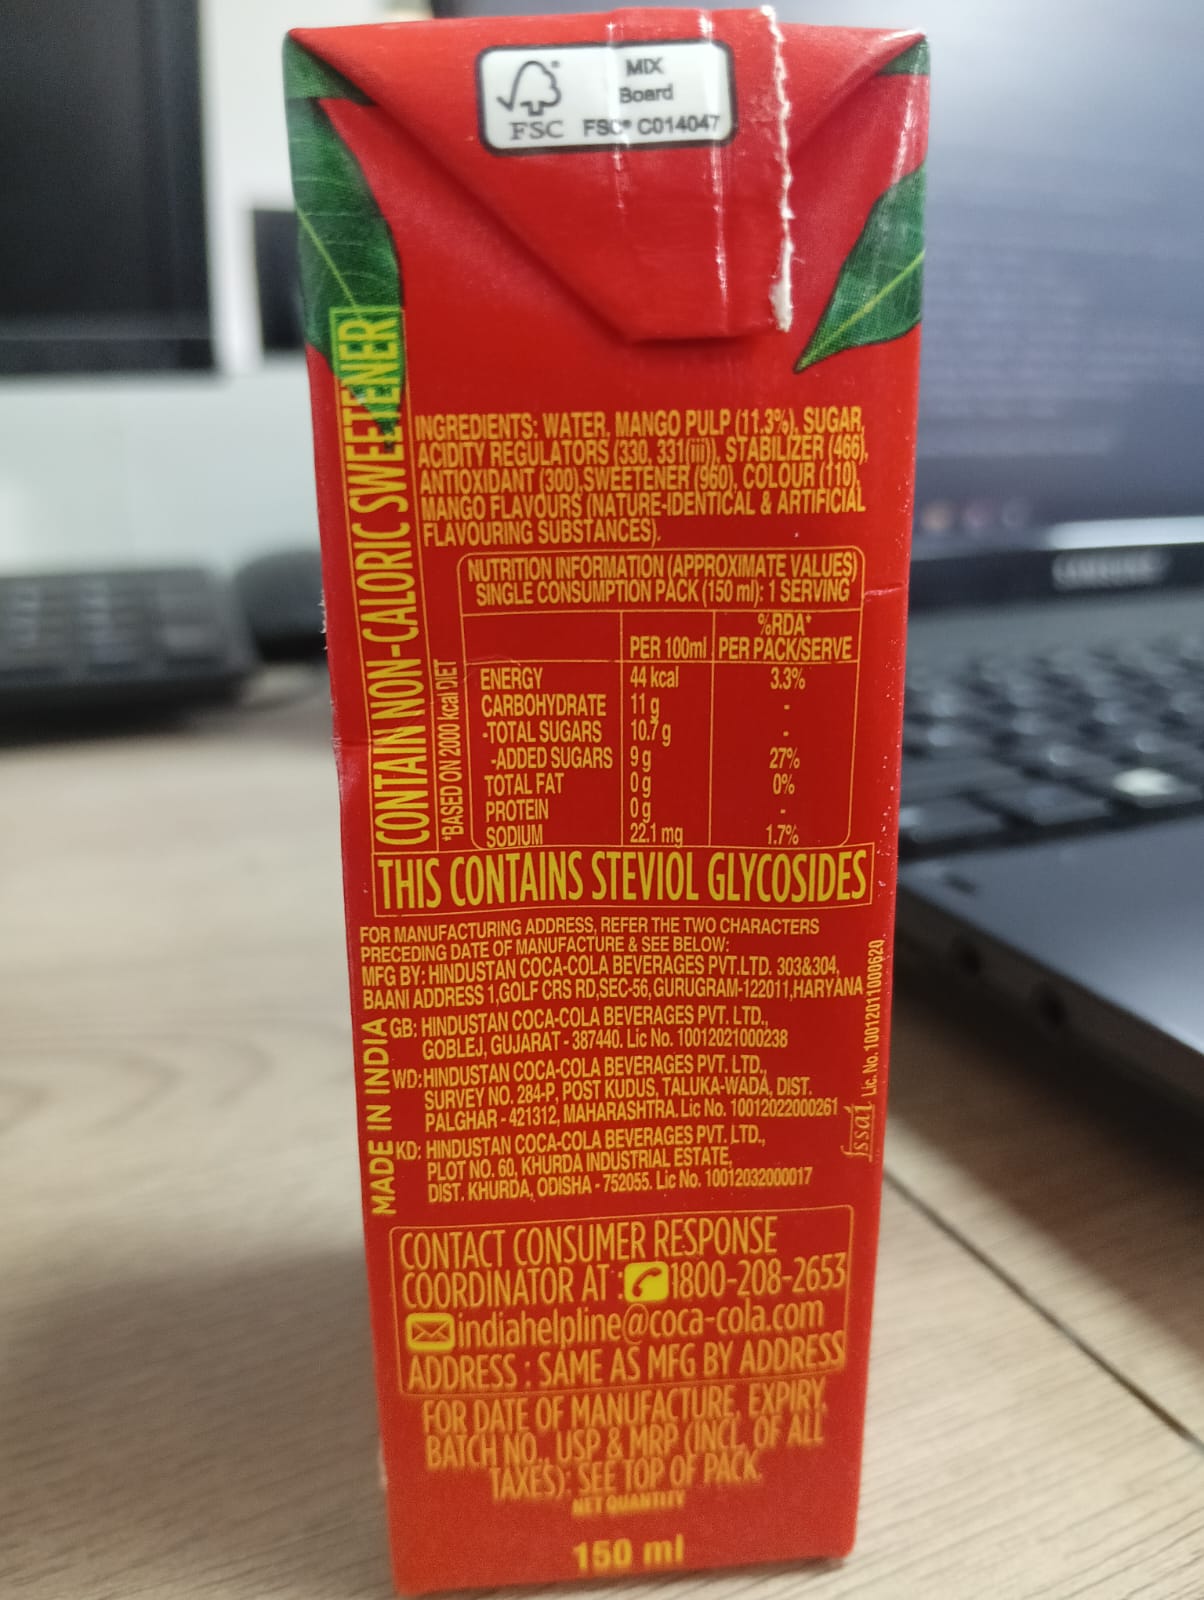 MIX
Board
FSC FSC® C014047
CONTAIN NON-CALORIC SWEETENER
INGREDIENTS: WATER, MANGO PULP (11.3%), SUGAR,
ACIDITY REGULATORS (330, 331(iii)), STABILIZER (466),
ANTIOXIDANT (300),SWEETENER (960), COLOUR (110),
MANGO FLAVOURS (NATURE-IDENTICAL & ARTIFICIAL
FLAVOURING SUBSTANCES).
NUTRITION INFORMATION (APPROXIMATE VALUES)
SINGLE CONSUMPTION PACK (150 ml): 1 SERVING
PER 100ml %RDA* PER PACK/SERVE
ENERGY 44 kcal 3.3%
CARBOHYDRATE 11 g -
-TOTAL SUGARS 10.7 g -
-ADDED SUGARS 9 g 27%
TOTAL FAT 0 g 0%
PROTEIN 0 g -
SODIUM 22.1 mg 1.7%
*BASED ON 2000 kcal DIET
THIS CONTAINS STEVIOL GLYCOSIDES
FOR MANUFACTURING ADDRESS, REFER THE TWO CHARACTERS
PRECEDING DATE OF MANUFACTURE & SEE BELOW:
MFG BY: HINDUSTAN COCA-COLA BEVERAGES PVT.LTD. 303&304,
BAANI ADDRESS 1,GOLF CRS RD,SEC-56, GURUGRAM-122011,HARYANA
GB: HINDUSTAN COCA-COLA BEVERAGES PVT. LTD.,
GOBLEJ, GUJARAT - 387440. Lic No. 10012021000238
WD:HINDUSTAN COCA-COLA BEVERAGES PVT. LTD.,
SURVEY NO. 284-P, POST KUDUS, TALUKA-WADA, DIST.
PALGHAR - 421312, MAHARASHTRA. Lic No. 10012022000261
KD: HINDUSTAN COCA-COLA BEVERAGES PVT. LTD.,
PLOT NO. 60, KHURDA INDUSTRIAL ESTATE,
DIST. KHURDA, ODISHA - 752055. Lic No. 10012032000017
MADE IN INDIA
fssai Lic. No. 10012011000620
CONTACT CONSUMER RESPONSE
COORDINATOR AT : 1800-208-2653
indiahelpline@coca-cola.com
ADDRESS : SAME AS MFG BY ADDRESS
FOR DATE OF MANUFACTURE, EXPIRY,
BATCH NO., USP & MRP (INCL. OF ALL
TAXES): SEE TOP OF PACK.
NET QUANTITY
150 ml
SAMSUNG